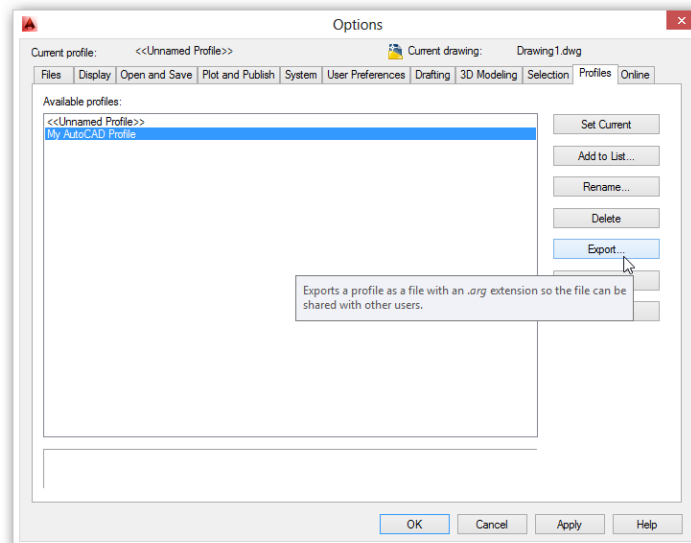 Options
Current profile: <<Unnamed Profile>> Current drawing: Drawing1.dwg
Files Display Open and Save Plot and Publish System User Preferences Drafting 3D Modeling Selection Profiles Online
Available profiles:
<<Unnamed Profile>>
My AutoCAD Profile
Set Current
Add to List...
Rename...
Delete
Export...
Exports a profile as a file with an .arg extension so the file can be
shared with other users.
OK Cancel Apply Help